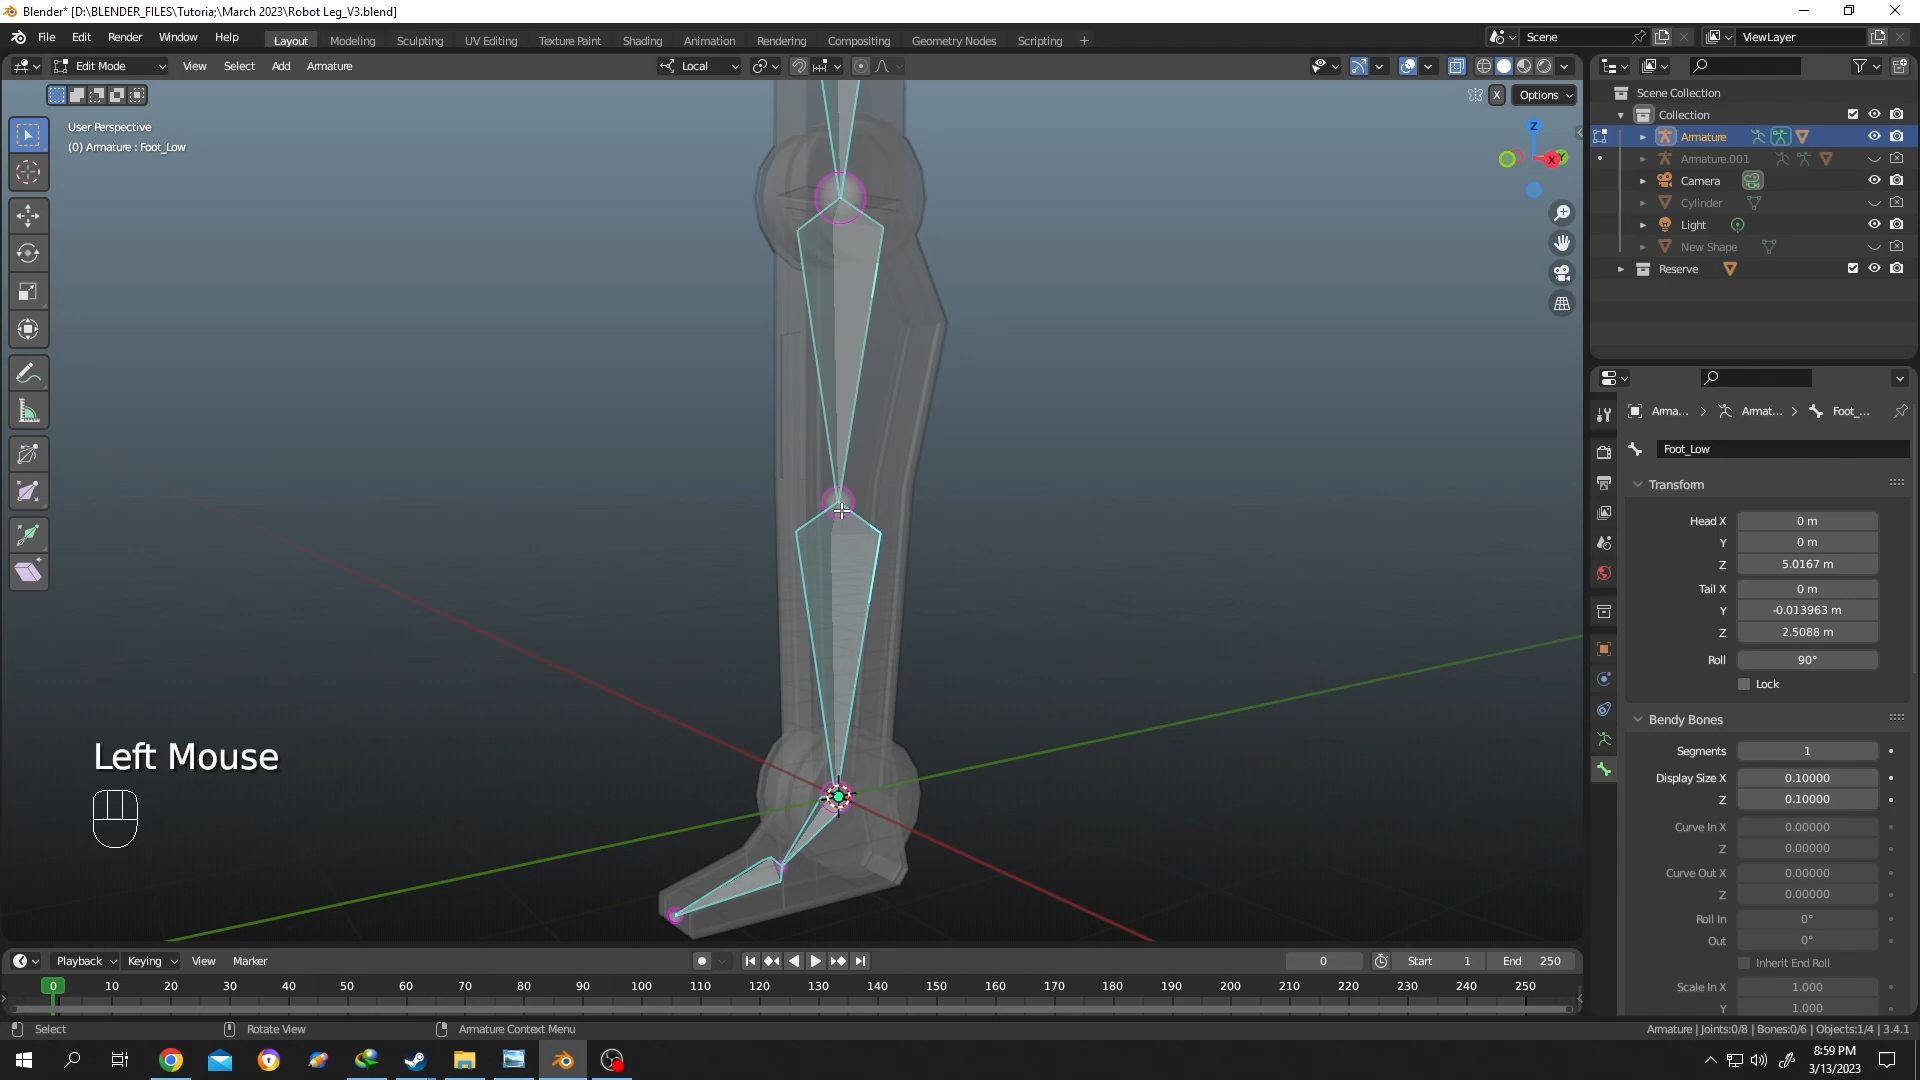 Blender* [D:\BLENDER_FILES\Tutoria;\March 2023\Robot Leg_V3.blend]
File Edit Render Window Help Layout Modeling Sculpting UV Editing Texture Paint Shading Animation Rendering Compositing Geometry Nodes Scripting + Scene ViewLayer
Edit Mode View Select Add Armature Local
X Options
User Perspective
(0) Armature : Foot_Low
Z
X Y
Scene Collection
Collection
Armature
Armature.001
Camera
Cylinder
Light
New Shape
Reserve
Arma... > Armat... > Foot_...
Foot_Low
Transform
Head X 0 m
Y 0 m
Z 5.0167 m
Tail X 0 m
Y -0.013963 m
Z 2.5088 m
Roll 90°
Lock
Bendy Bones
Segments 1
Display Size X 0.10000
Z 0.10000
Curve In X 0.00000
Z 0.00000
Curve Out X 0.00000
Z 0.00000
Roll In 0°
Out 0°
Inherit End Roll
Scale In X 1.000
Y 1.000
Left Mouse
Playback Keying View Marker 0 Start 1 End 250
0 10 20 30 40 50 60 70 80 90 100 110 120 130 140 150 160 170 180 190 200 210 220 230 240 250
Select Rotate View Armature Context Menu Armature | Joints:0/8 | Bones:0/6 | Objects:1/4 | 3.4.1
8:59 PM
3/13/2023